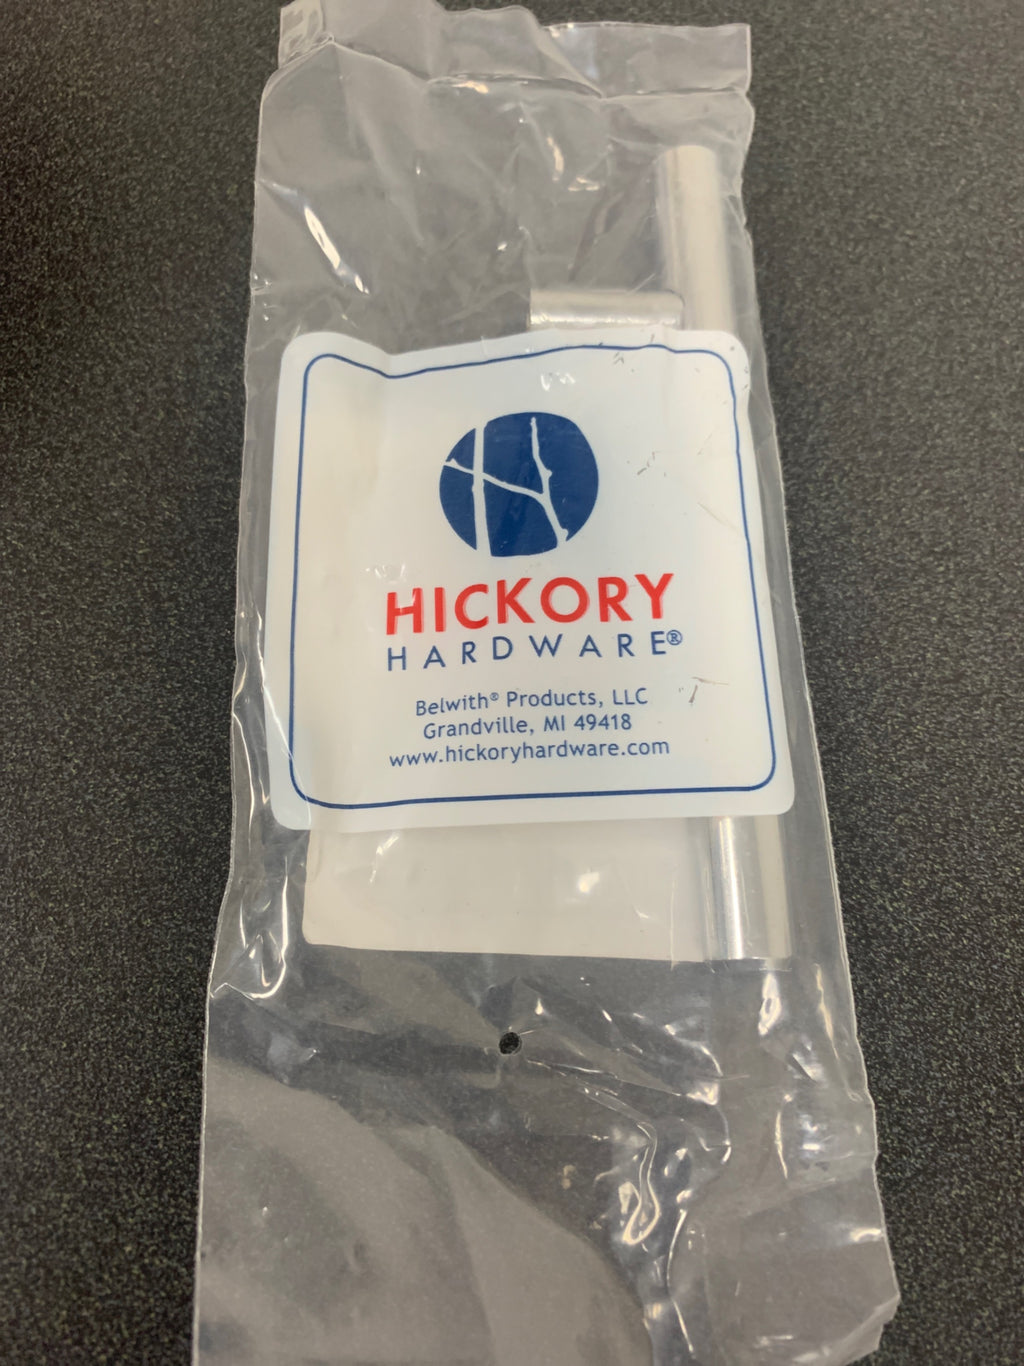 HICKORY
HARDWARE®
Belwith® Products, LLC
Grandville, MI 49418
www.hickoryhardware.com